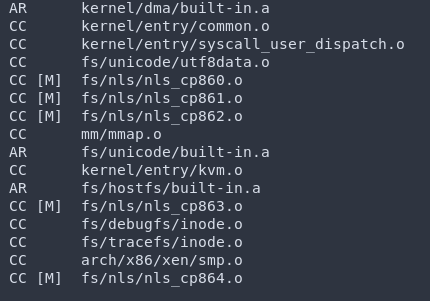 AR      kernel/dma/built-in.a
CC      kernel/entry/common.o
CC      kernel/entry/syscall_user_dispatch.o
CC      fs/unicode/utf8data.o
CC [M]  fs/nls/nls_cp860.o
CC [M]  fs/nls/nls_cp861.o
CC [M]  fs/nls/nls_cp862.o
CC      mm/mmap.o
AR      fs/unicode/built-in.a
CC      kernel/entry/kvm.o
AR      fs/hostfs/built-in.a
CC [M]  fs/nls/nls_cp863.o
CC      fs/debugfs/inode.o
CC      fs/tracefs/inode.o
CC      arch/x86/xen/smp.o
CC [M]  fs/nls/nls_cp864.o